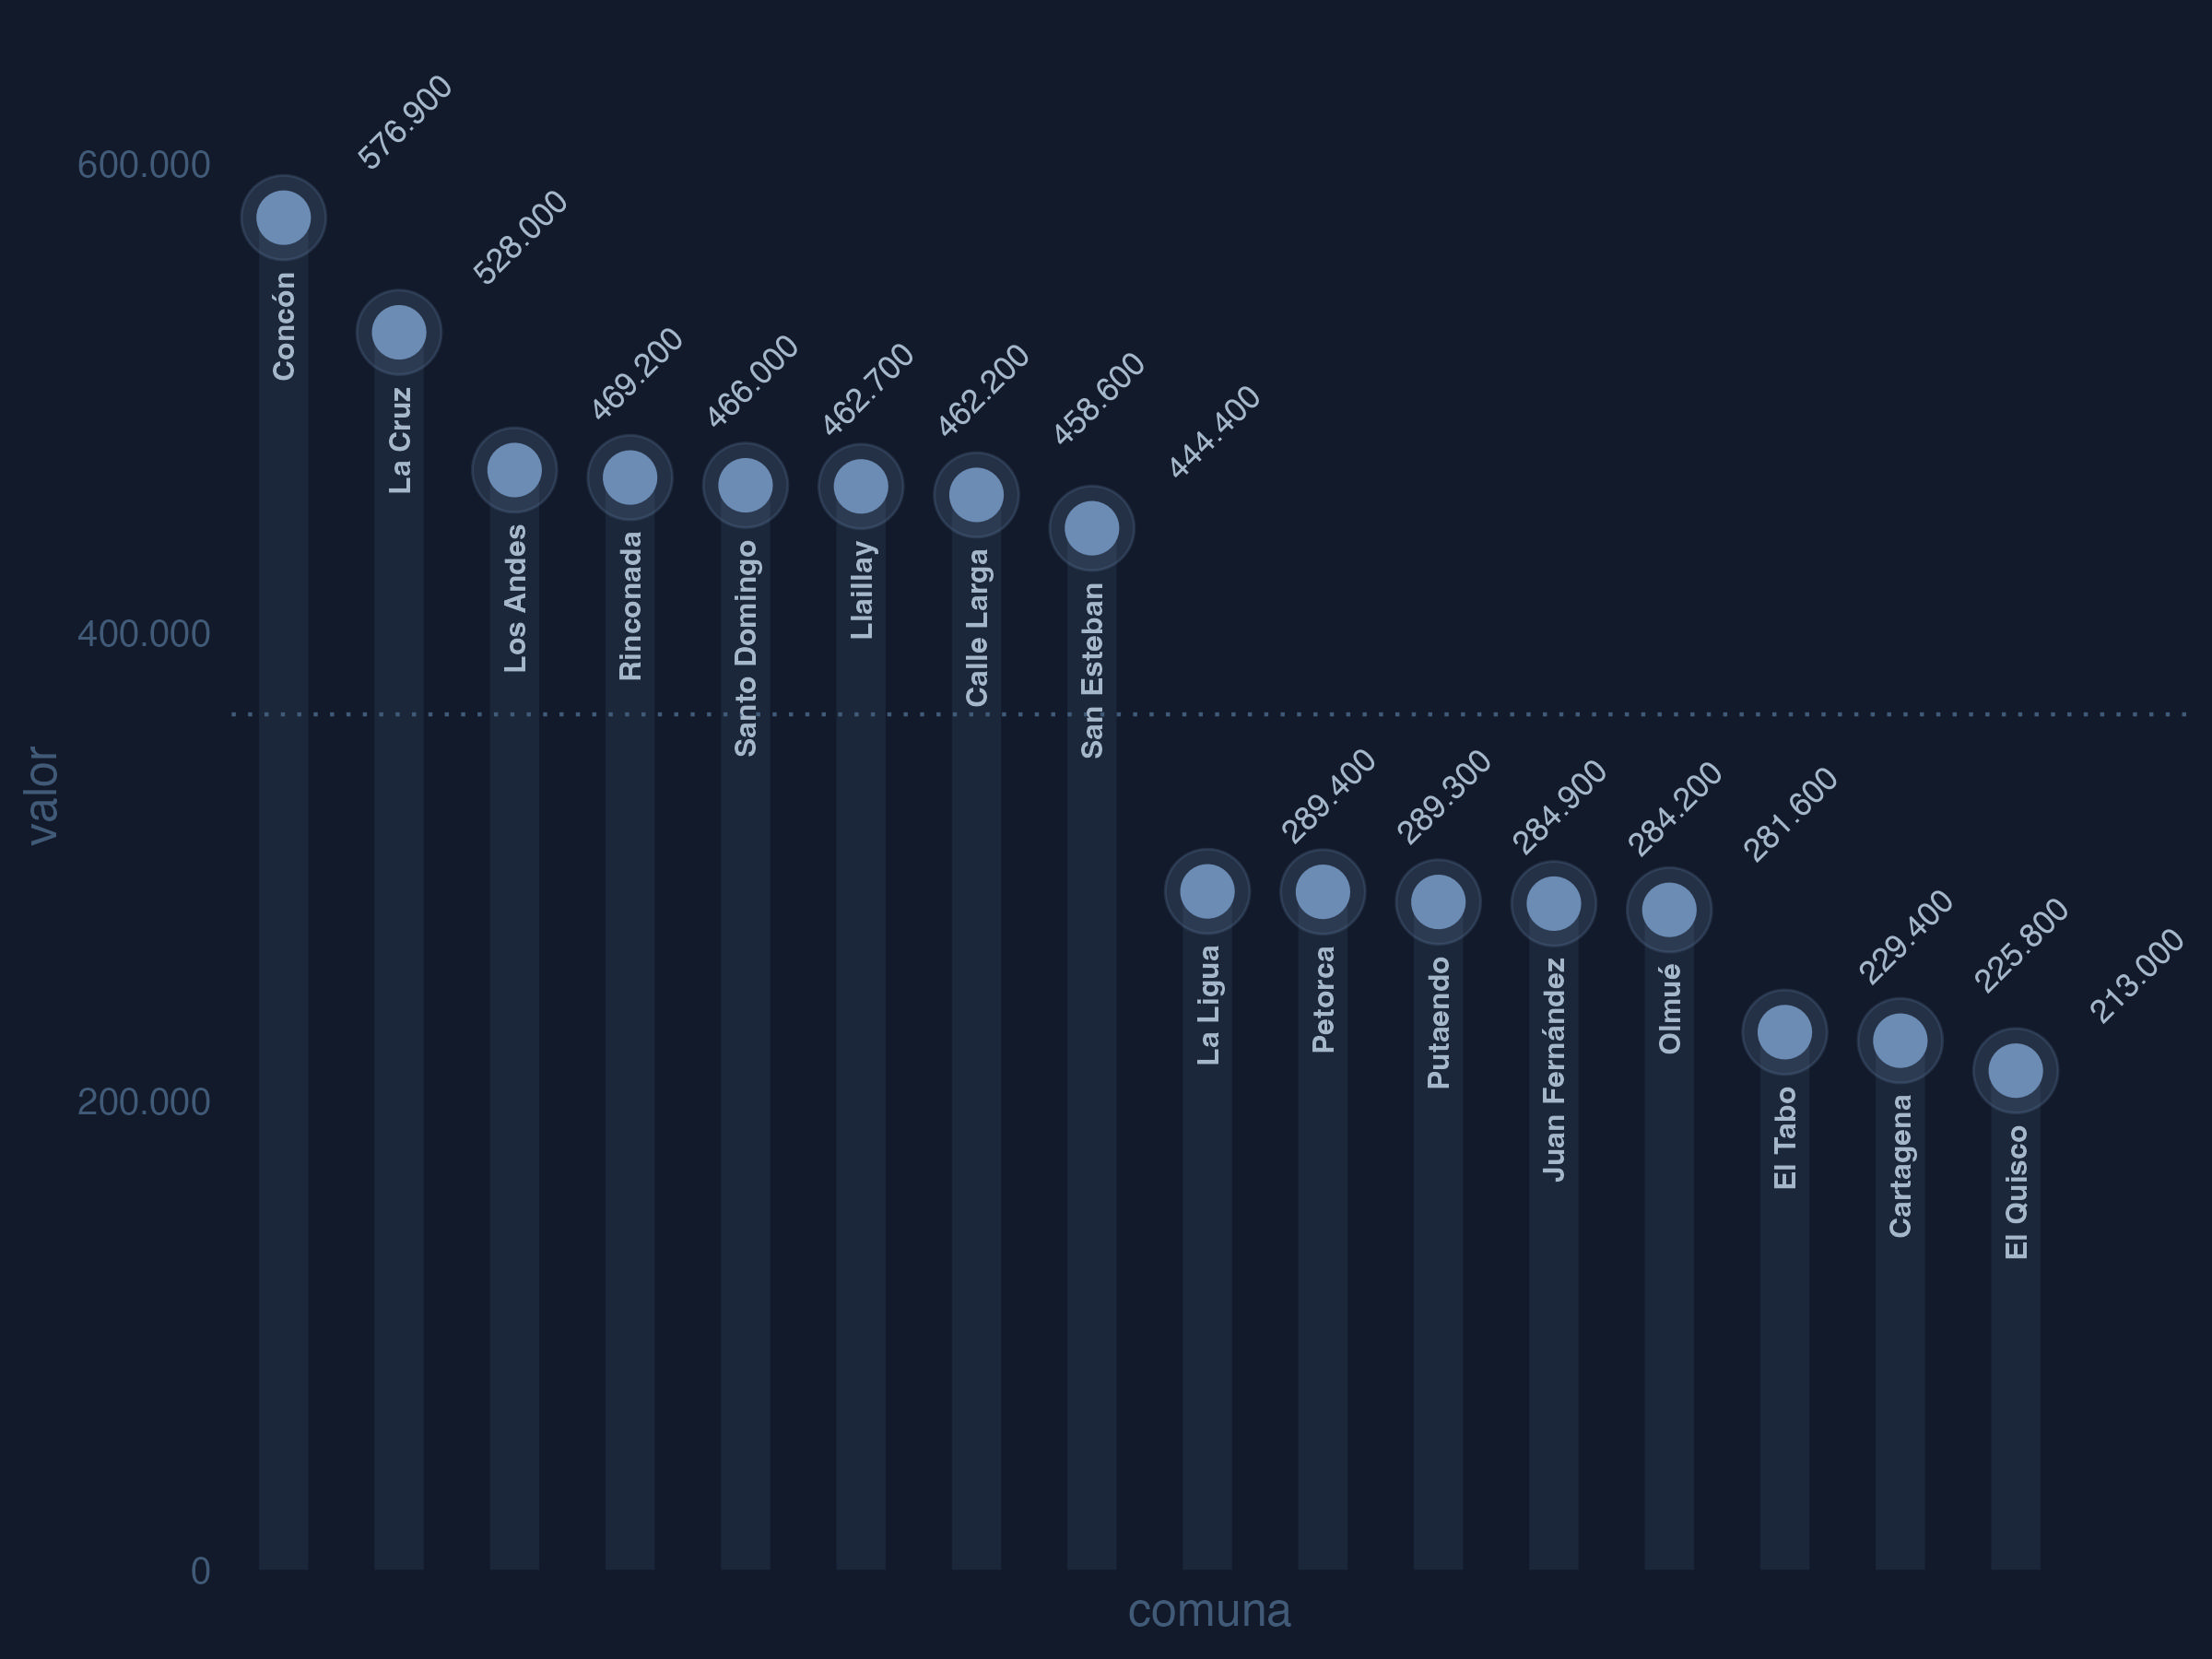 576.900
528.000
469.200
466.000
462.700
462.200
458.600
444.400
289.400
289.300
284.900
284.200
281.600
229.400
225.800
213.000
600.000
400.000
200.000
0
valor
Concón
La Cruz
Los Andes
Rinconada
Santo Domingo
Llaillay
Calle Larga
San Esteban
La Ligua
Petorca
Putaendo
Juan Fernández
Olmué
El Tabo
Cartagena
El Quisco
comuna